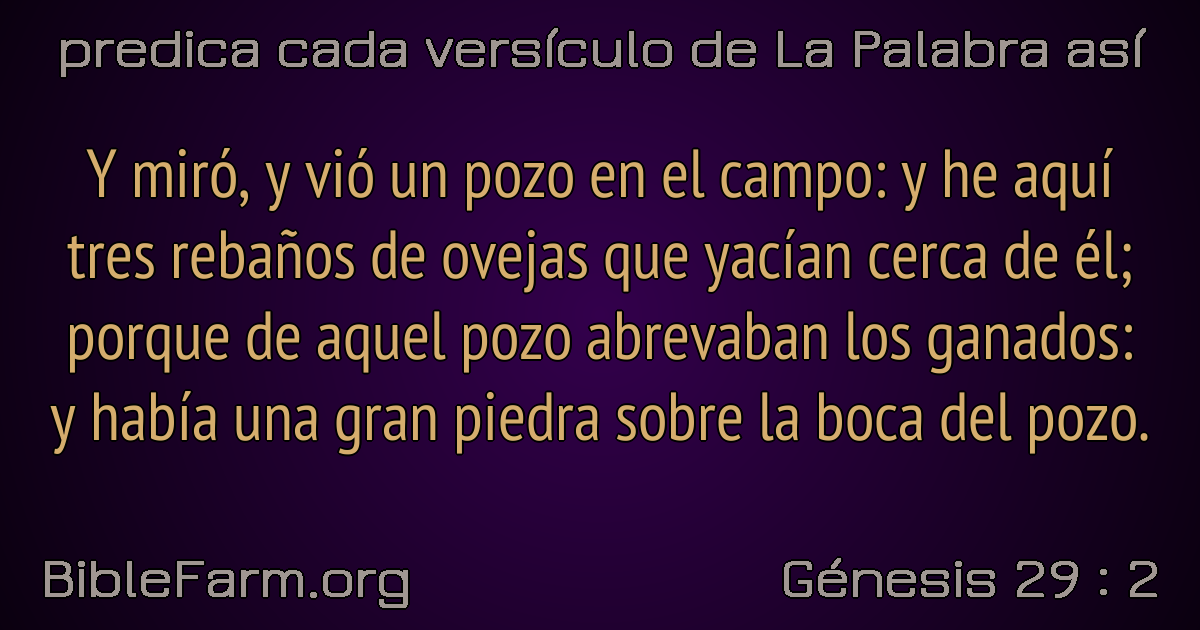 predica cada versículo de La Palabra así
Y miró, y vió un pozo en el campo: y he aquí
tres rebaños de ovejas que yacían cerca de él;
porque de aquel pozo abrevaban los ganados:
y había una gran piedra sobre la boca del pozo.
BibleFarm.org
Génesis 29 : 2